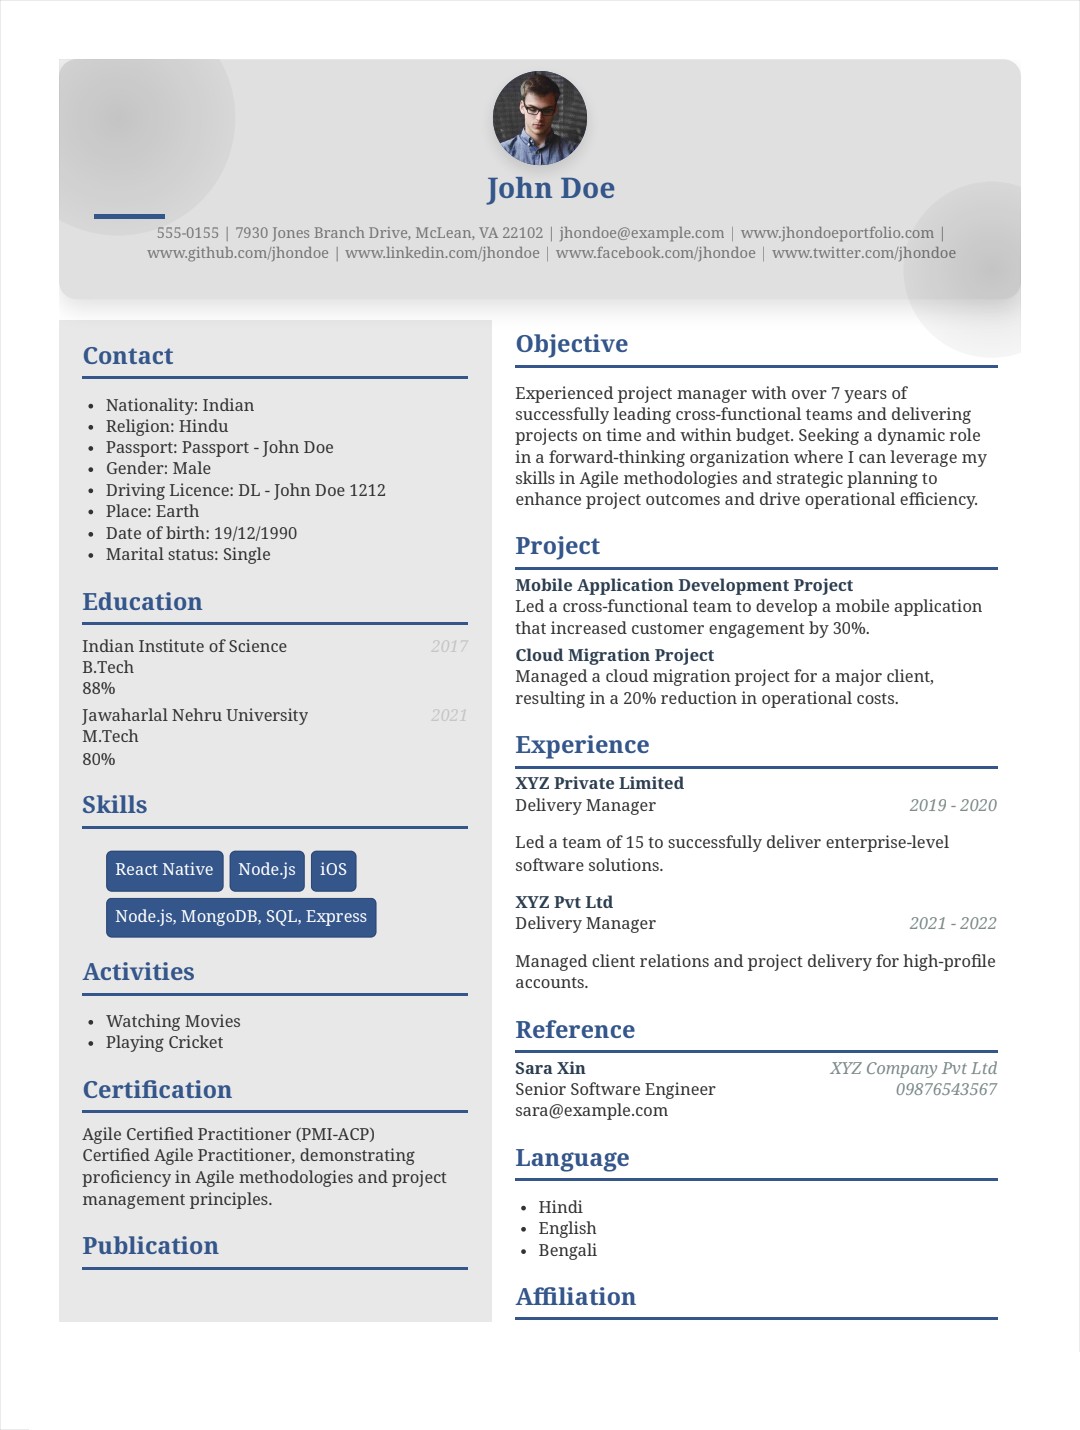 John Doe
555-0155 | 7930 Jones Branch Drive, McLean, VA 22102 | jhondoe@example.com | www.jhondoeportfolio.com |
www.github.com/jhondoe | www.linkedin.com/jhondoe | www.facebook.com/jhondoe | www.twitter.com/jhondoe
Contact
• Nationality: Indian
• Religion: Hindu
• Passport: Passport - John Doe
• Gender: Male
• Driving Licence: DL - John Doe 1212
• Place: Earth
• Date of birth: 19/12/1990
• Marital status: Single
Education
Indian Institute of Science 2017
B.Tech
88%
Jawaharlal Nehru University 2021
M.Tech
80%
Skills
React Native Node.js iOS
Node.js, MongoDB, SQL, Express
Activities
• Watching Movies
• Playing Cricket
Certification
Agile Certified Practitioner (PMI-ACP)
Certified Agile Practitioner, demonstrating
proficiency in Agile methodologies and project
management principles.
Publication
Objective
Experienced project manager with over 7 years of
successfully leading cross-functional teams and delivering
projects on time and within budget. Seeking a dynamic role
in a forward-thinking organization where I can leverage my
skills in Agile methodologies and strategic planning to
enhance project outcomes and drive operational efficiency.
Project
Mobile Application Development Project
Led a cross-functional team to develop a mobile application
that increased customer engagement by 30%.
Cloud Migration Project
Managed a cloud migration project for a major client,
resulting in a 20% reduction in operational costs.
Experience
XYZ Private Limited
Delivery Manager 2019 - 2020
Led a team of 15 to successfully deliver enterprise-level
software solutions.
XYZ Pvt Ltd
Delivery Manager 2021 - 2022
Managed client relations and project delivery for high-profile
accounts.
Reference
Sara Xin XYZ Company Pvt Ltd
Senior Software Engineer 09876543567
sara@example.com
Language
• Hindi
• English
• Bengali
Affiliation